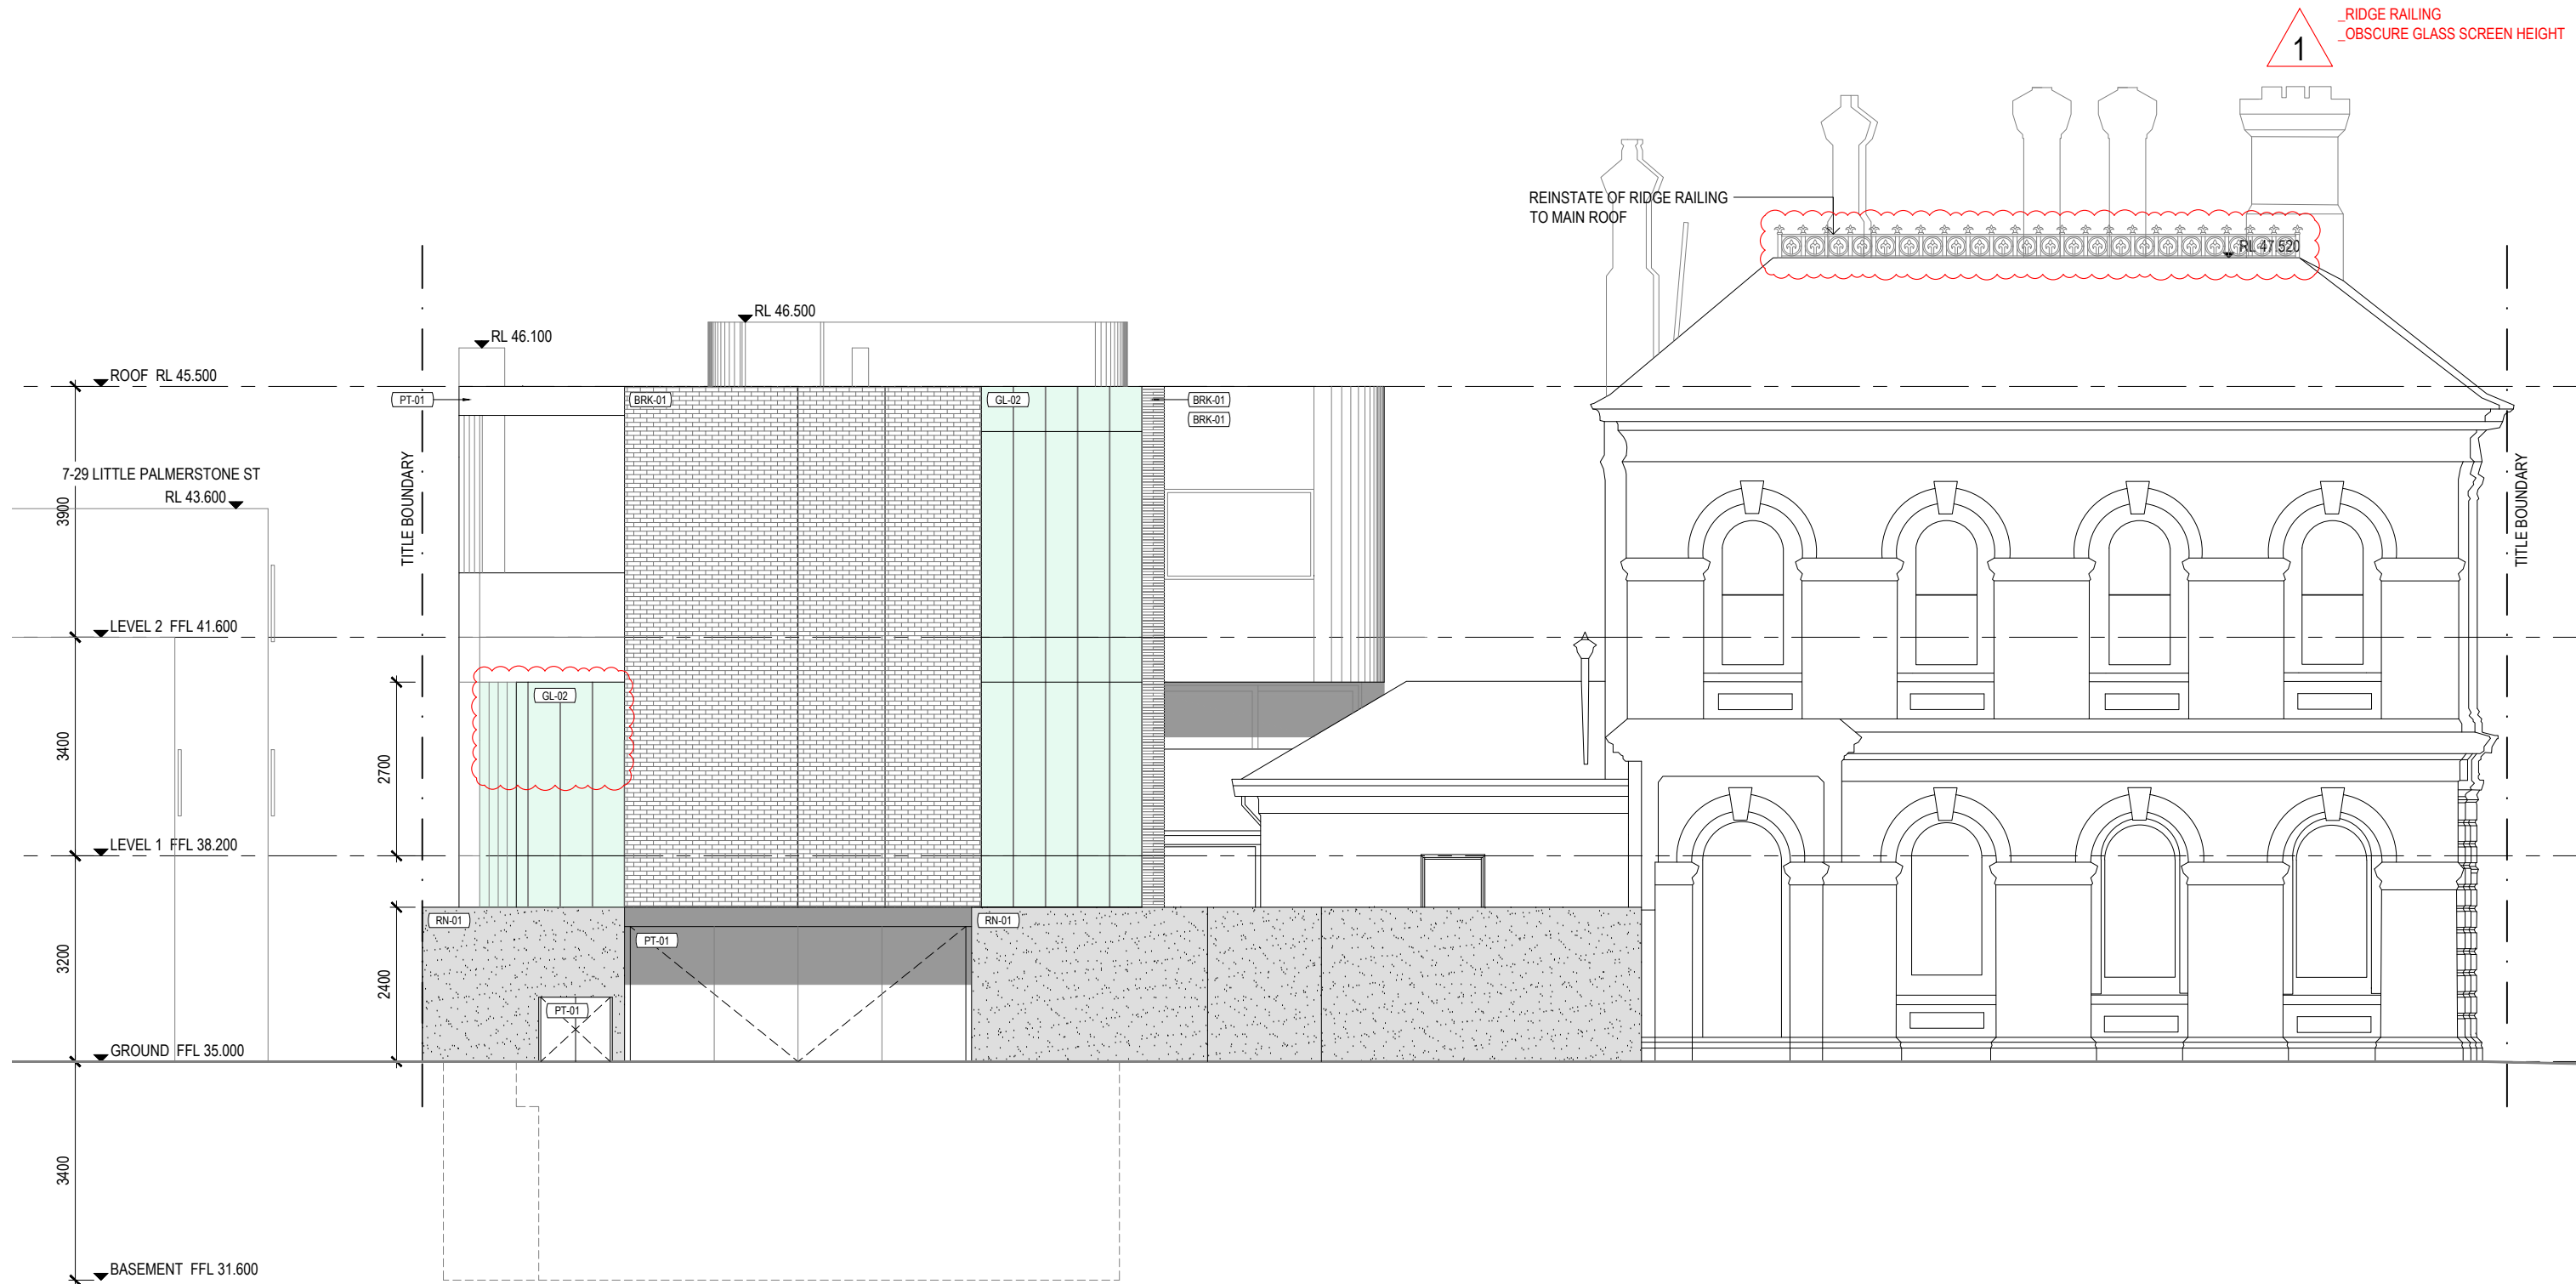 _RIDGE RAILING
_OBSCURE GLASS SCREEN HEIGHT
1
REINSTATE OF RIDGE RAILING
TO MAIN ROOF
RL 47.520
RL 46.500
RL 46.100
ROOF  RL 45.500
PT-01
BRK-01
GL-02
BRK-01
BRK-01
TITLE BOUNDARY
TITLE BOUNDARY
7-29 LITTLE PALMERSTONE ST
RL 43.600
3900
LEVEL 2  FFL 41.600
GL-02
3400
2700
LEVEL 1  FFL 38.200
RN-01
RN-01
PT-01
3200
2400
PT-01
GROUND  FFL 35.000
3400
BASEMENT  FFL 31.600